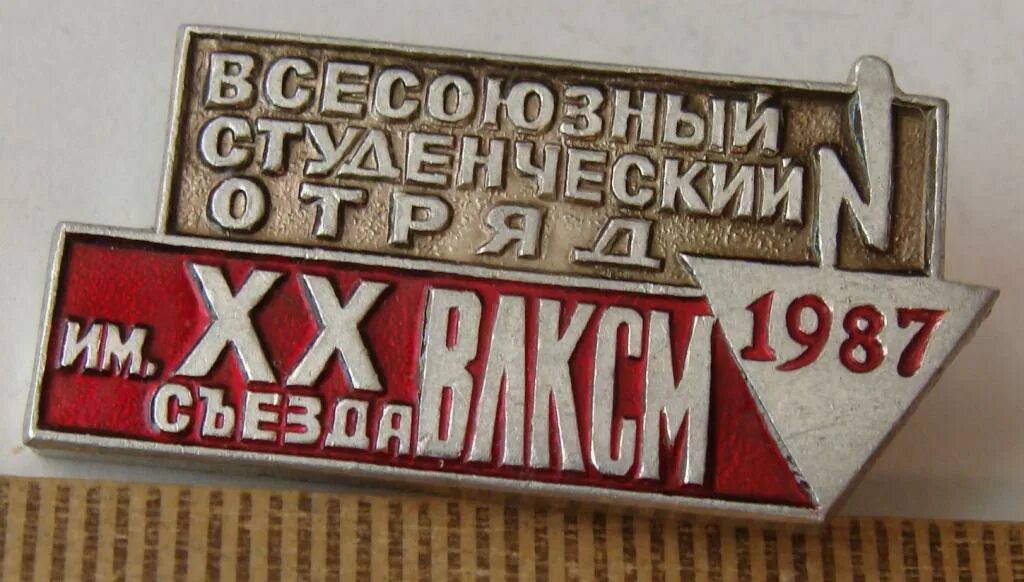 ВСЕСОЮЗНЫЙ
СТУДЕНЧЕСКИЙ
ОТРЯД
ИМ. XX СЪЕЗДА ВЛКСМ
1987